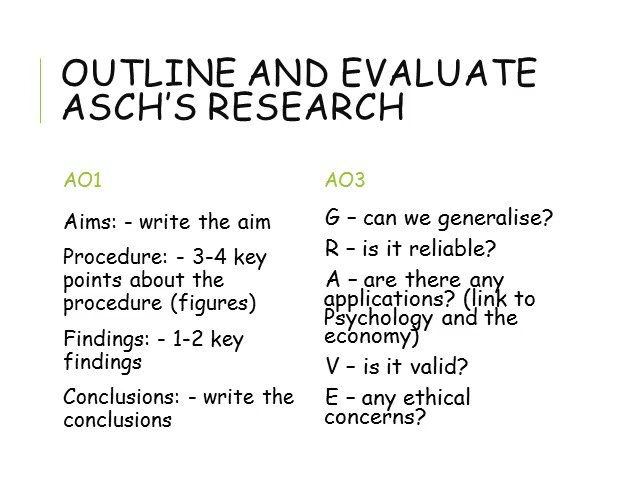 OUTLINE AND EVALUATE
ASCH'S RESEARCH
AO1
Aims: - write the aim
Procedure: - 3-4 key
points about the
procedure (figures)
Findings: - 1-2 key
findings
Conclusions: - write the
conclusions
AO3
G – can we generalise?
R – is it reliable?
A – are there any
applications? (link to
Psychology and the
economy)
V – is it valid?
E – any ethical
concerns?